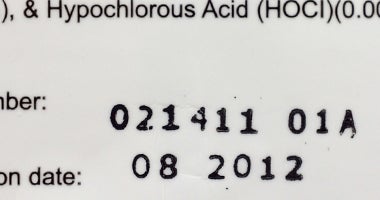 ), & Hypochlorous Acid (HOCl)(0.00
mber:
021411 01A
on date:
08 2012